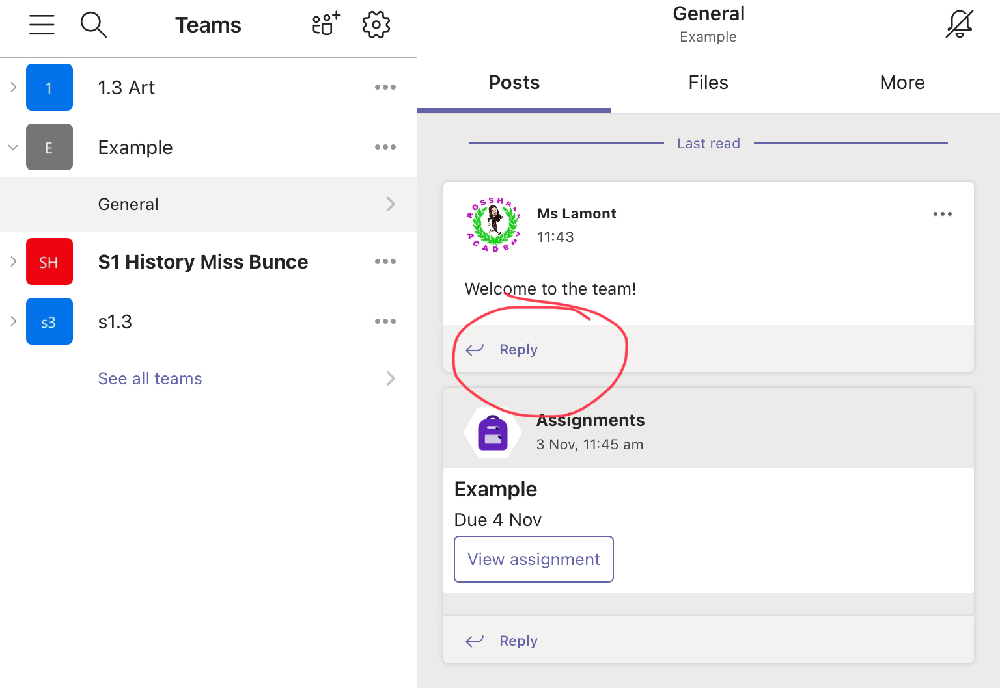 Teams
1
1.3 Art
E
Example
General
SH
S1 History Miss Bunce
s3
s1.3
See all teams
General
Example
Posts
Files
More
Last read
ROSSHALL
ACADEMY
Ms Lamont
11:43
Welcome to the team!
Reply
Assignments
3 Nov, 11:45 am
Example
Due 4 Nov
View assignment
Reply